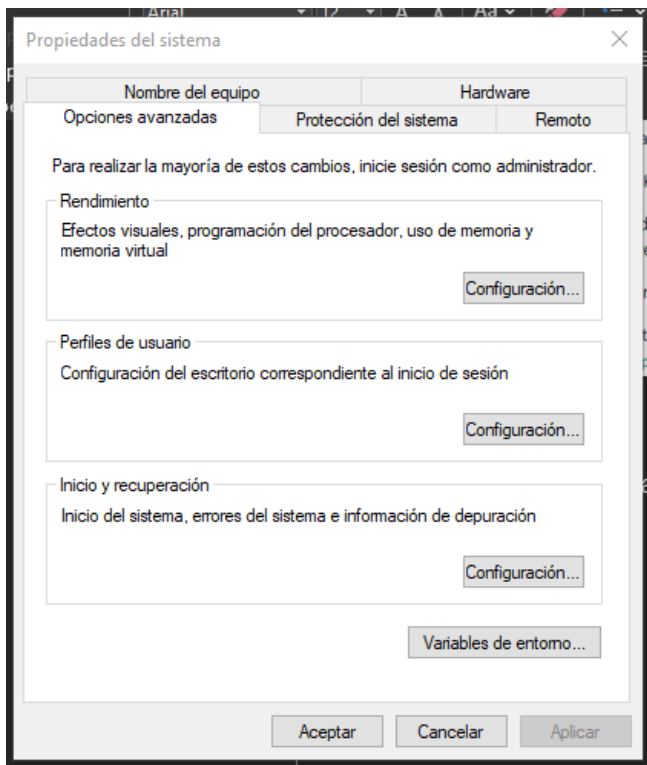 Arial 12 A A Aa
Propiedades del sistema
Nombre del equipo Hardware
Opciones avanzadas Protección del sistema Remoto
Para realizar la mayoría de estos cambios, inicie sesión como administrador.
Rendimiento
Efectos visuales, programación del procesador, uso de memoria y
memoria virtual
Configuración...
Perfiles de usuario
Configuración del escritorio correspondiente al inicio de sesión
Configuración...
Inicio y recuperación
Inicio del sistema, errores del sistema e información de depuración
Configuración...
Variables de entorno...
Aceptar Cancelar Aplicar